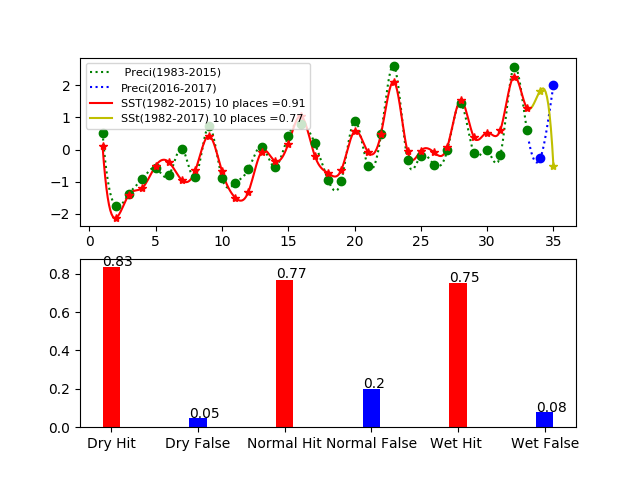 Preci(1983-2015)
Preci(2016-2017)
SST(1982-2015) 10 places =0.91
SSt(1982-2017) 10 places =0.77
2
1
0
−1
−2
0 5 10 15 20 25 30 35
0.8
0.6
0.4
0.2
0.0
0.83
0.05
0.77
0.2
0.75
0.08
Dry Hit Dry False Normal Hit Normal False Wet Hit Wet False